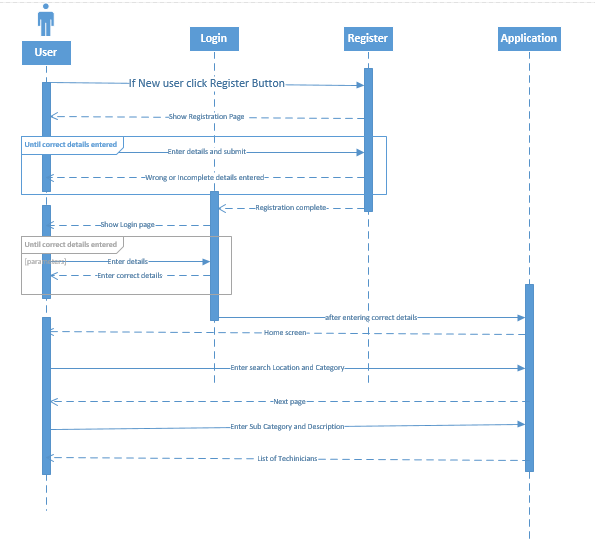 User
Login
Register
Application
If New user click Register Button
Show Registration Page
Until correct details entered
Enter details and submit
Wrong or incomplete details entered
Registration complete
Show Login page
Until correct details entered
[parameters]
Enter details
Enter correct details
after entering correct details
Home screen
Enter search Location and Category
Next page
Enter Sub Category and Description
List of Techinicians